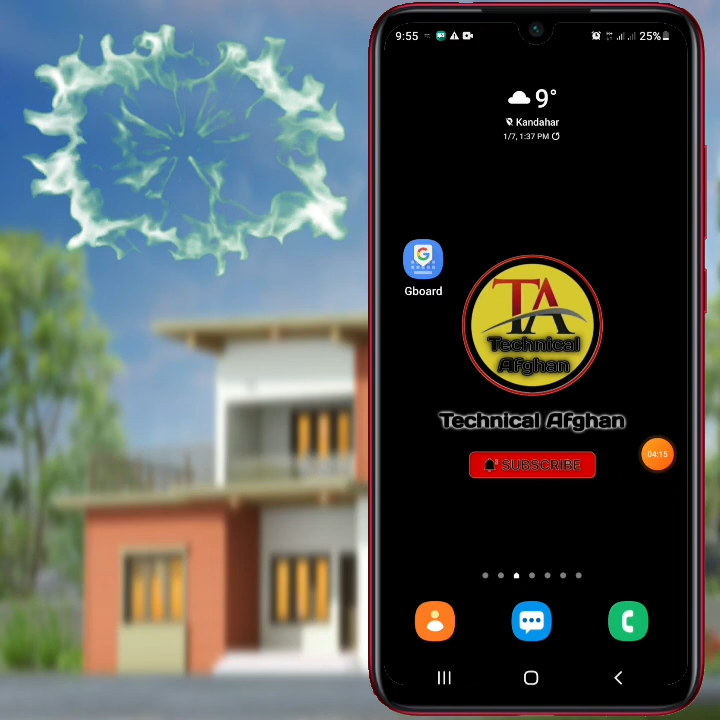 9:55
25%
9°
Kandahar
1/7, 1:37 PM
G
Gboard
TA
Technical
Afghan
Technical Afghan
SUBSCRIBE
04:15